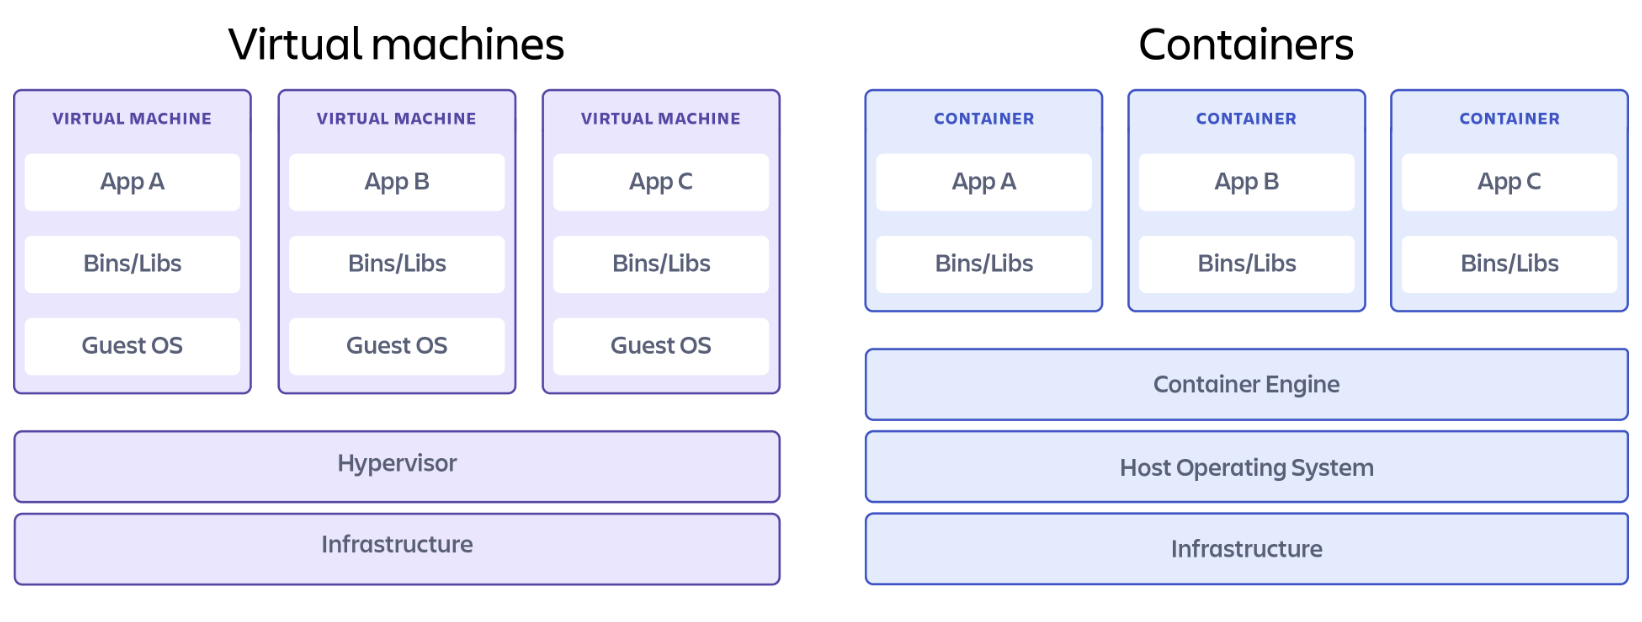 Virtual machines
VIRTUAL MACHINE
App A
Bins/Libs
Guest OS
VIRTUAL MACHINE
App B
Bins/Libs
Guest OS
VIRTUAL MACHINE
App C
Bins/Libs
Guest OS
Hypervisor
Infrastructure
Containers
CONTAINER
App A
Bins/Libs
CONTAINER
App B
Bins/Libs
CONTAINER
App C
Bins/Libs
Container Engine
Host Operating System
Infrastructure